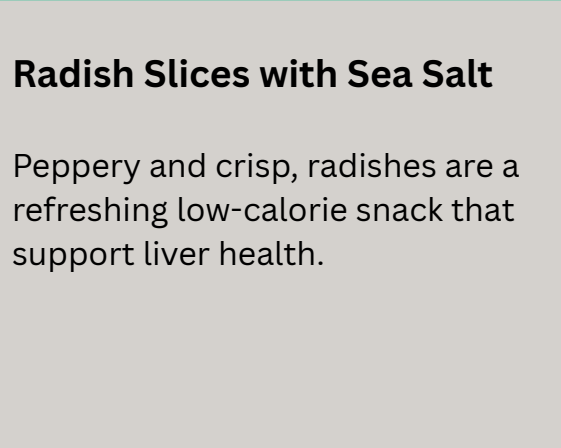 Radish Slices with Sea Salt
Peppery and crisp, radishes are a
refreshing low-calorie snack that
support liver health.